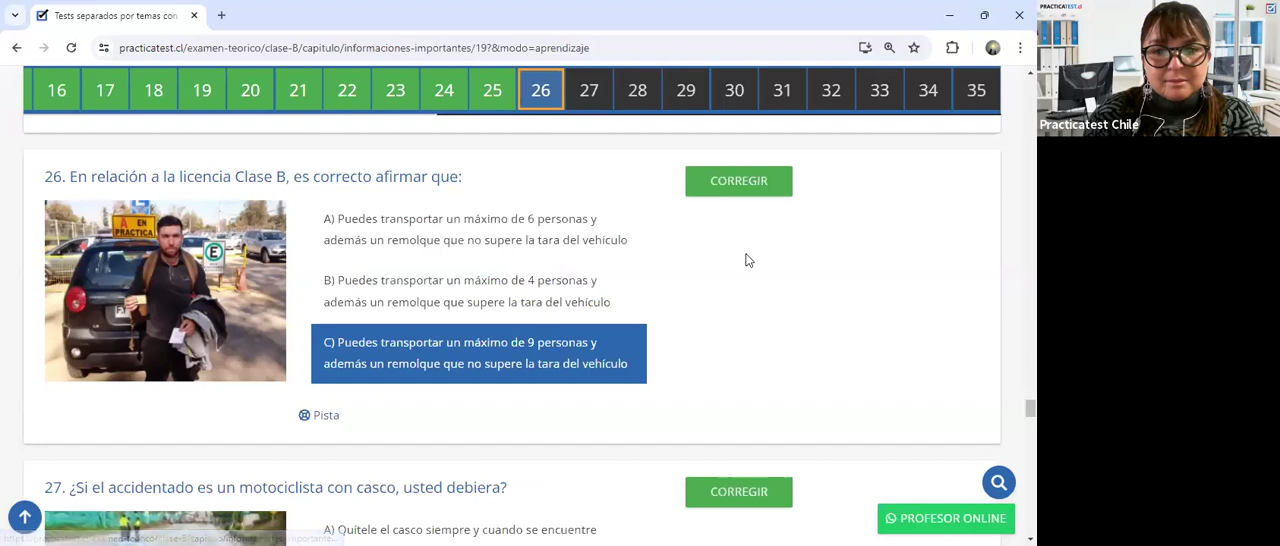 Tests separados por temas con
practicatest.cl/examen-teorico/clase-B/capitulo/informaciones-importantes/19?&modo=aprendizaje
PRACTICATEST.cl
Practicatest Chile
16 17 18 19 20 21 22 23 24 25 26 27 28 29 30 31 32 33 34 35
26. En relación a la licencia Clase B, es correcto afirmar que:
CORREGIR
EN
PRACTICA
E
A) Puedes transportar un máximo de 6 personas y
además un remolque que no supere la tara del vehículo
B) Puedes transportar un máximo de 4 personas y
además un remolque que supere la tara del vehículo
C) Puedes transportar un máximo de 9 personas y
además un remolque que no supere la tara del vehículo
Pista
27. ¿Si el accidentado es un motociclista con casco, usted debiera?
CORREGIR
A) Quítele el casco siempre y cuando se encuentre
PROFESOR ONLINE